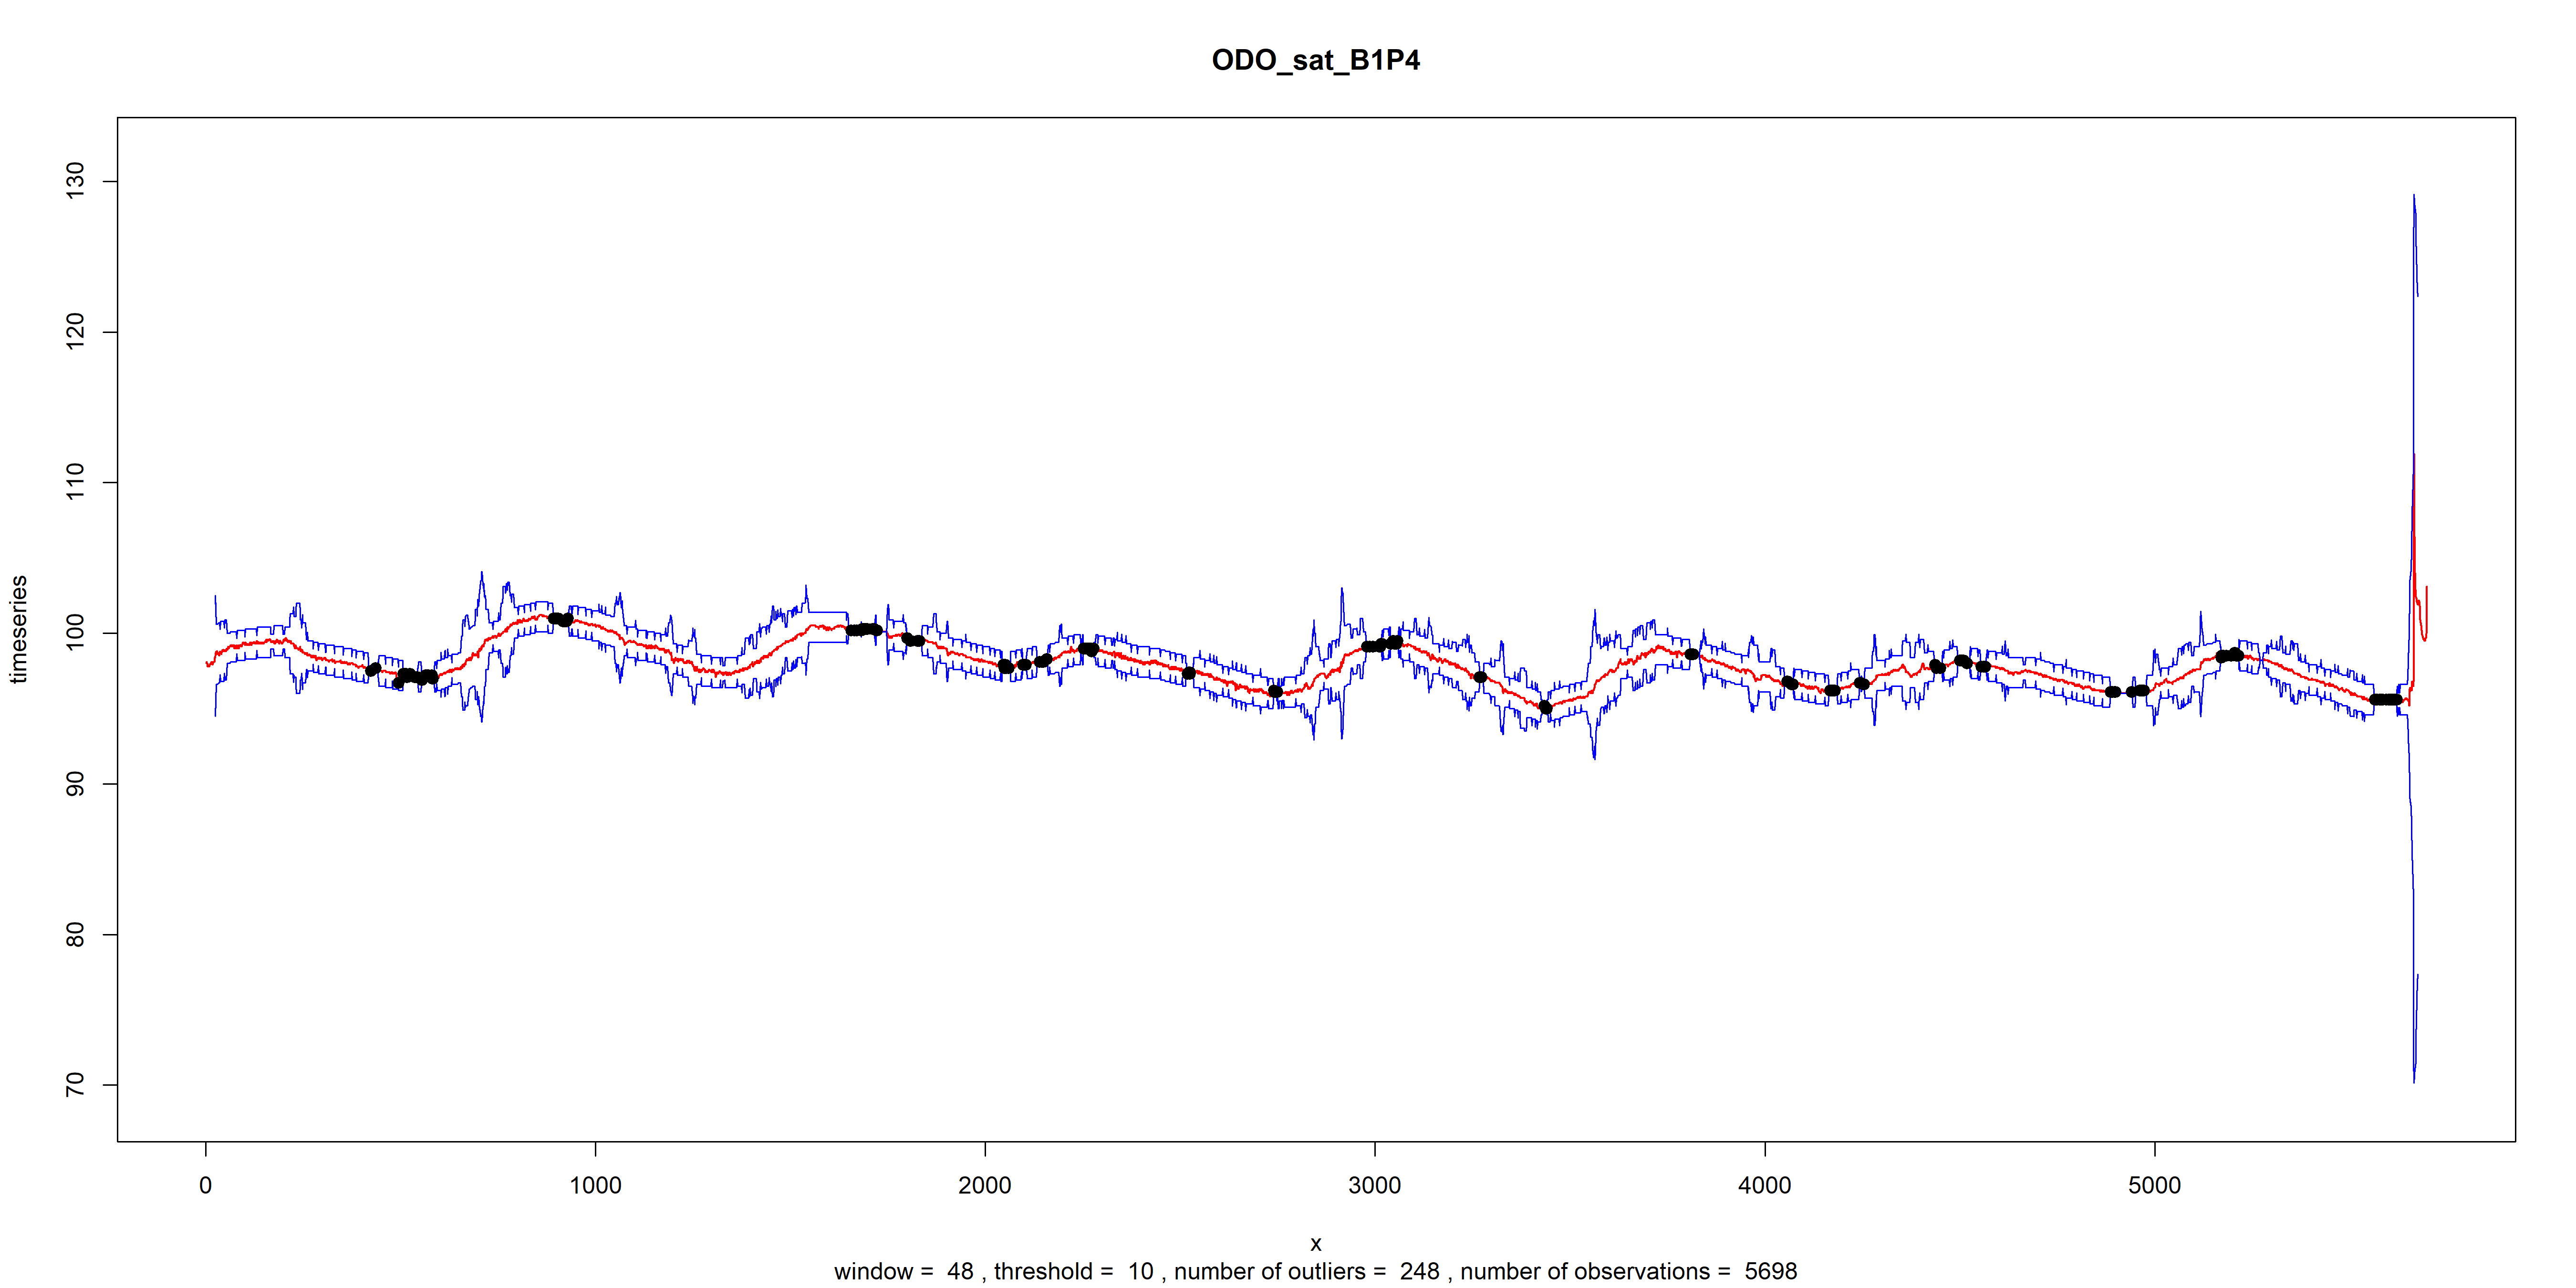 ODO_sat_B1P4
timeseries
130
120
110
100
90
80
70
0 1000 2000 3000 4000 5000
x
window = 48 , threshold = 10 , number of outliers = 248 , number of observations = 5698